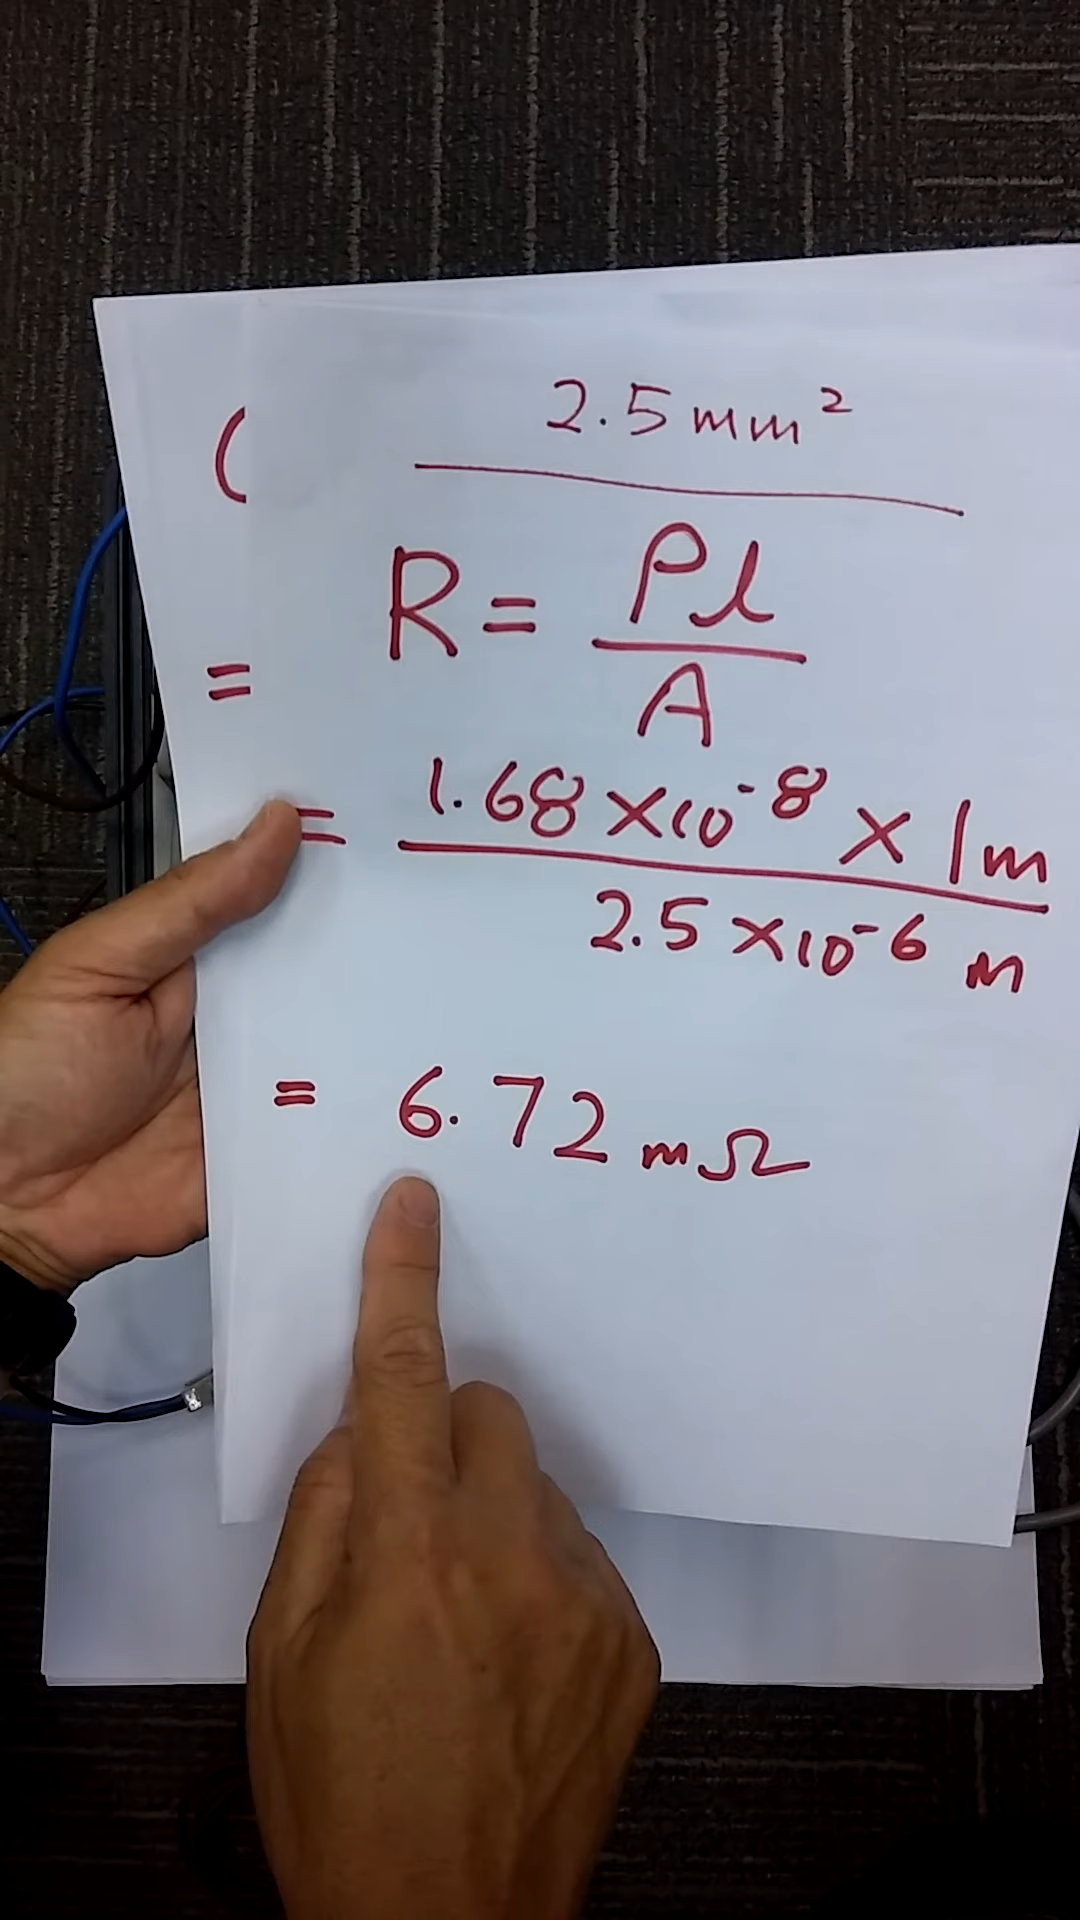 2.5 mm²
(
R = ρl
A
=
= 1.68 × 10⁻⁸ × 1m
2.5 × 10⁻⁶ m
= 6.72 mΩ